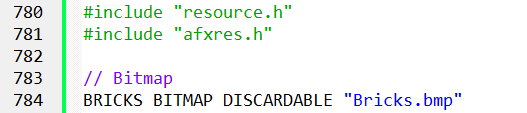 780 #include "resource.h"
781 #include "afxres.h"
782
783 // Bitmap
784 BRICKS BITMAP DISCARDABLE "Bricks.bmp"